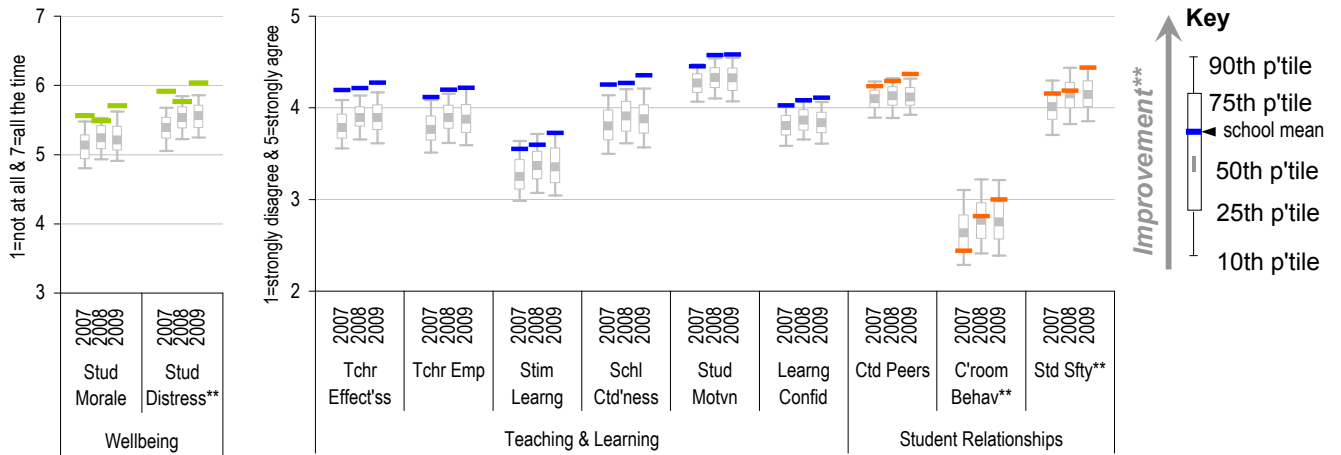 1=not at all & 7=all the time
7
6
5
4
3
2007 2008 2009
2007 2008 2009
Stud Morale
Stud Distress**
Wellbeing
1=strongly disagree & 5=strongly agree
5
4
3
2
2007 2008 2009
2007 2008 2009
2007 2008 2009
2007 2008 2009
2007 2008 2009
2007 2008 2009
2007 2008 2009
2007 2008 2009
2007 2008 2009
Tchr Effect'ss
Tchr Emp
Stim Learng
Schl Ctd'ness
Stud Motvn
Learng Confid
Ctd Peers
C'room Behav**
Std Sfty**
Teaching & Learning
Student Relationships
Improvement**
Key
90th p'tile
75th p'tile
school mean
50th p'tile
25th p'tile
10th p'tile